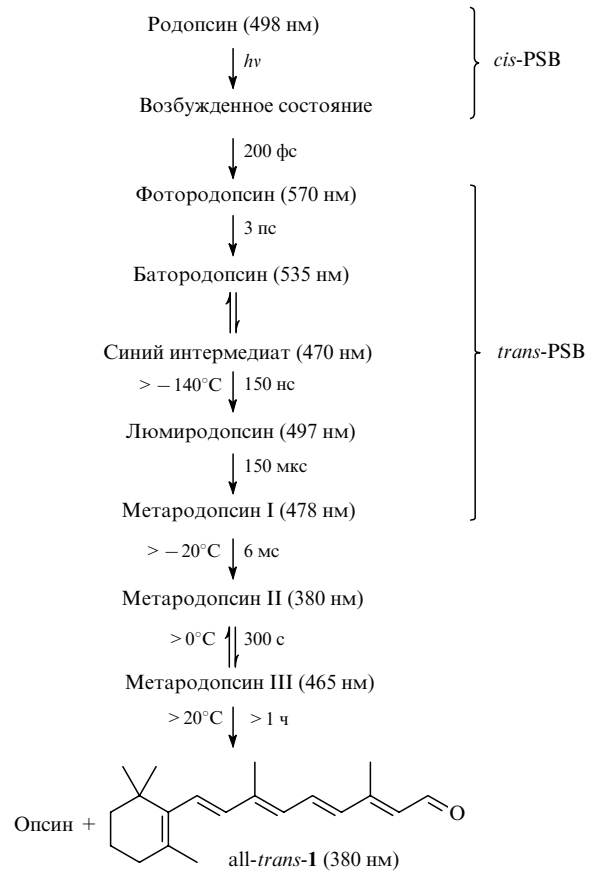 Родопсин (498 нм)
hν
cis-PSB
Возбужденное состояние
200 фс
Фотородопсин (570 нм)
3 пс
Батородопсин (535 нм)
Синий интермедиат (470 нм)
trans-PSB
> −140°C 150 нс
Люмиродопсин (497 нм)
150 мкс
Метародопсин I (478 нм)
> −20°C 6 мс
Метародопсин II (380 нм)
>0°C 300 с
Метародопсин III (465 нм)
>20°C >1 ч
O
Опсин +
all-trans-1 (380 нм)